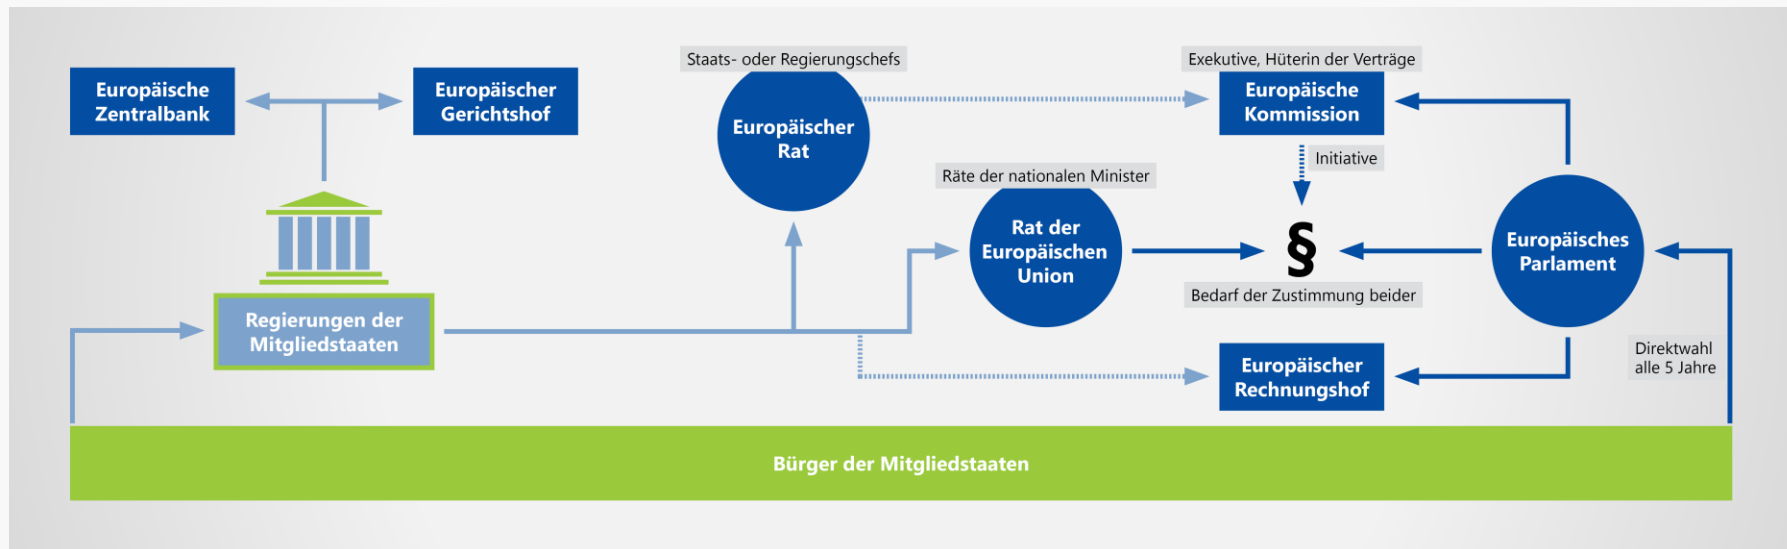 Staats- oder Regierungschefs
Exekutive, Hüterin der Verträge
Europäische
Zentralbank
Europäischer
Gerichtshof
Europäischer
Rat
Europäische
Kommission
Initiative
Räte der nationalen Minister
Rat der
Europäischen
Union
§
Europäisches
Parlament
Bedarf der Zustimmung beider
Regierungen der
Mitgliedstaaten
Europäischer
Rechnungshof
Direktwahl
alle 5 Jahre
Bürger der Mitgliedstaaten